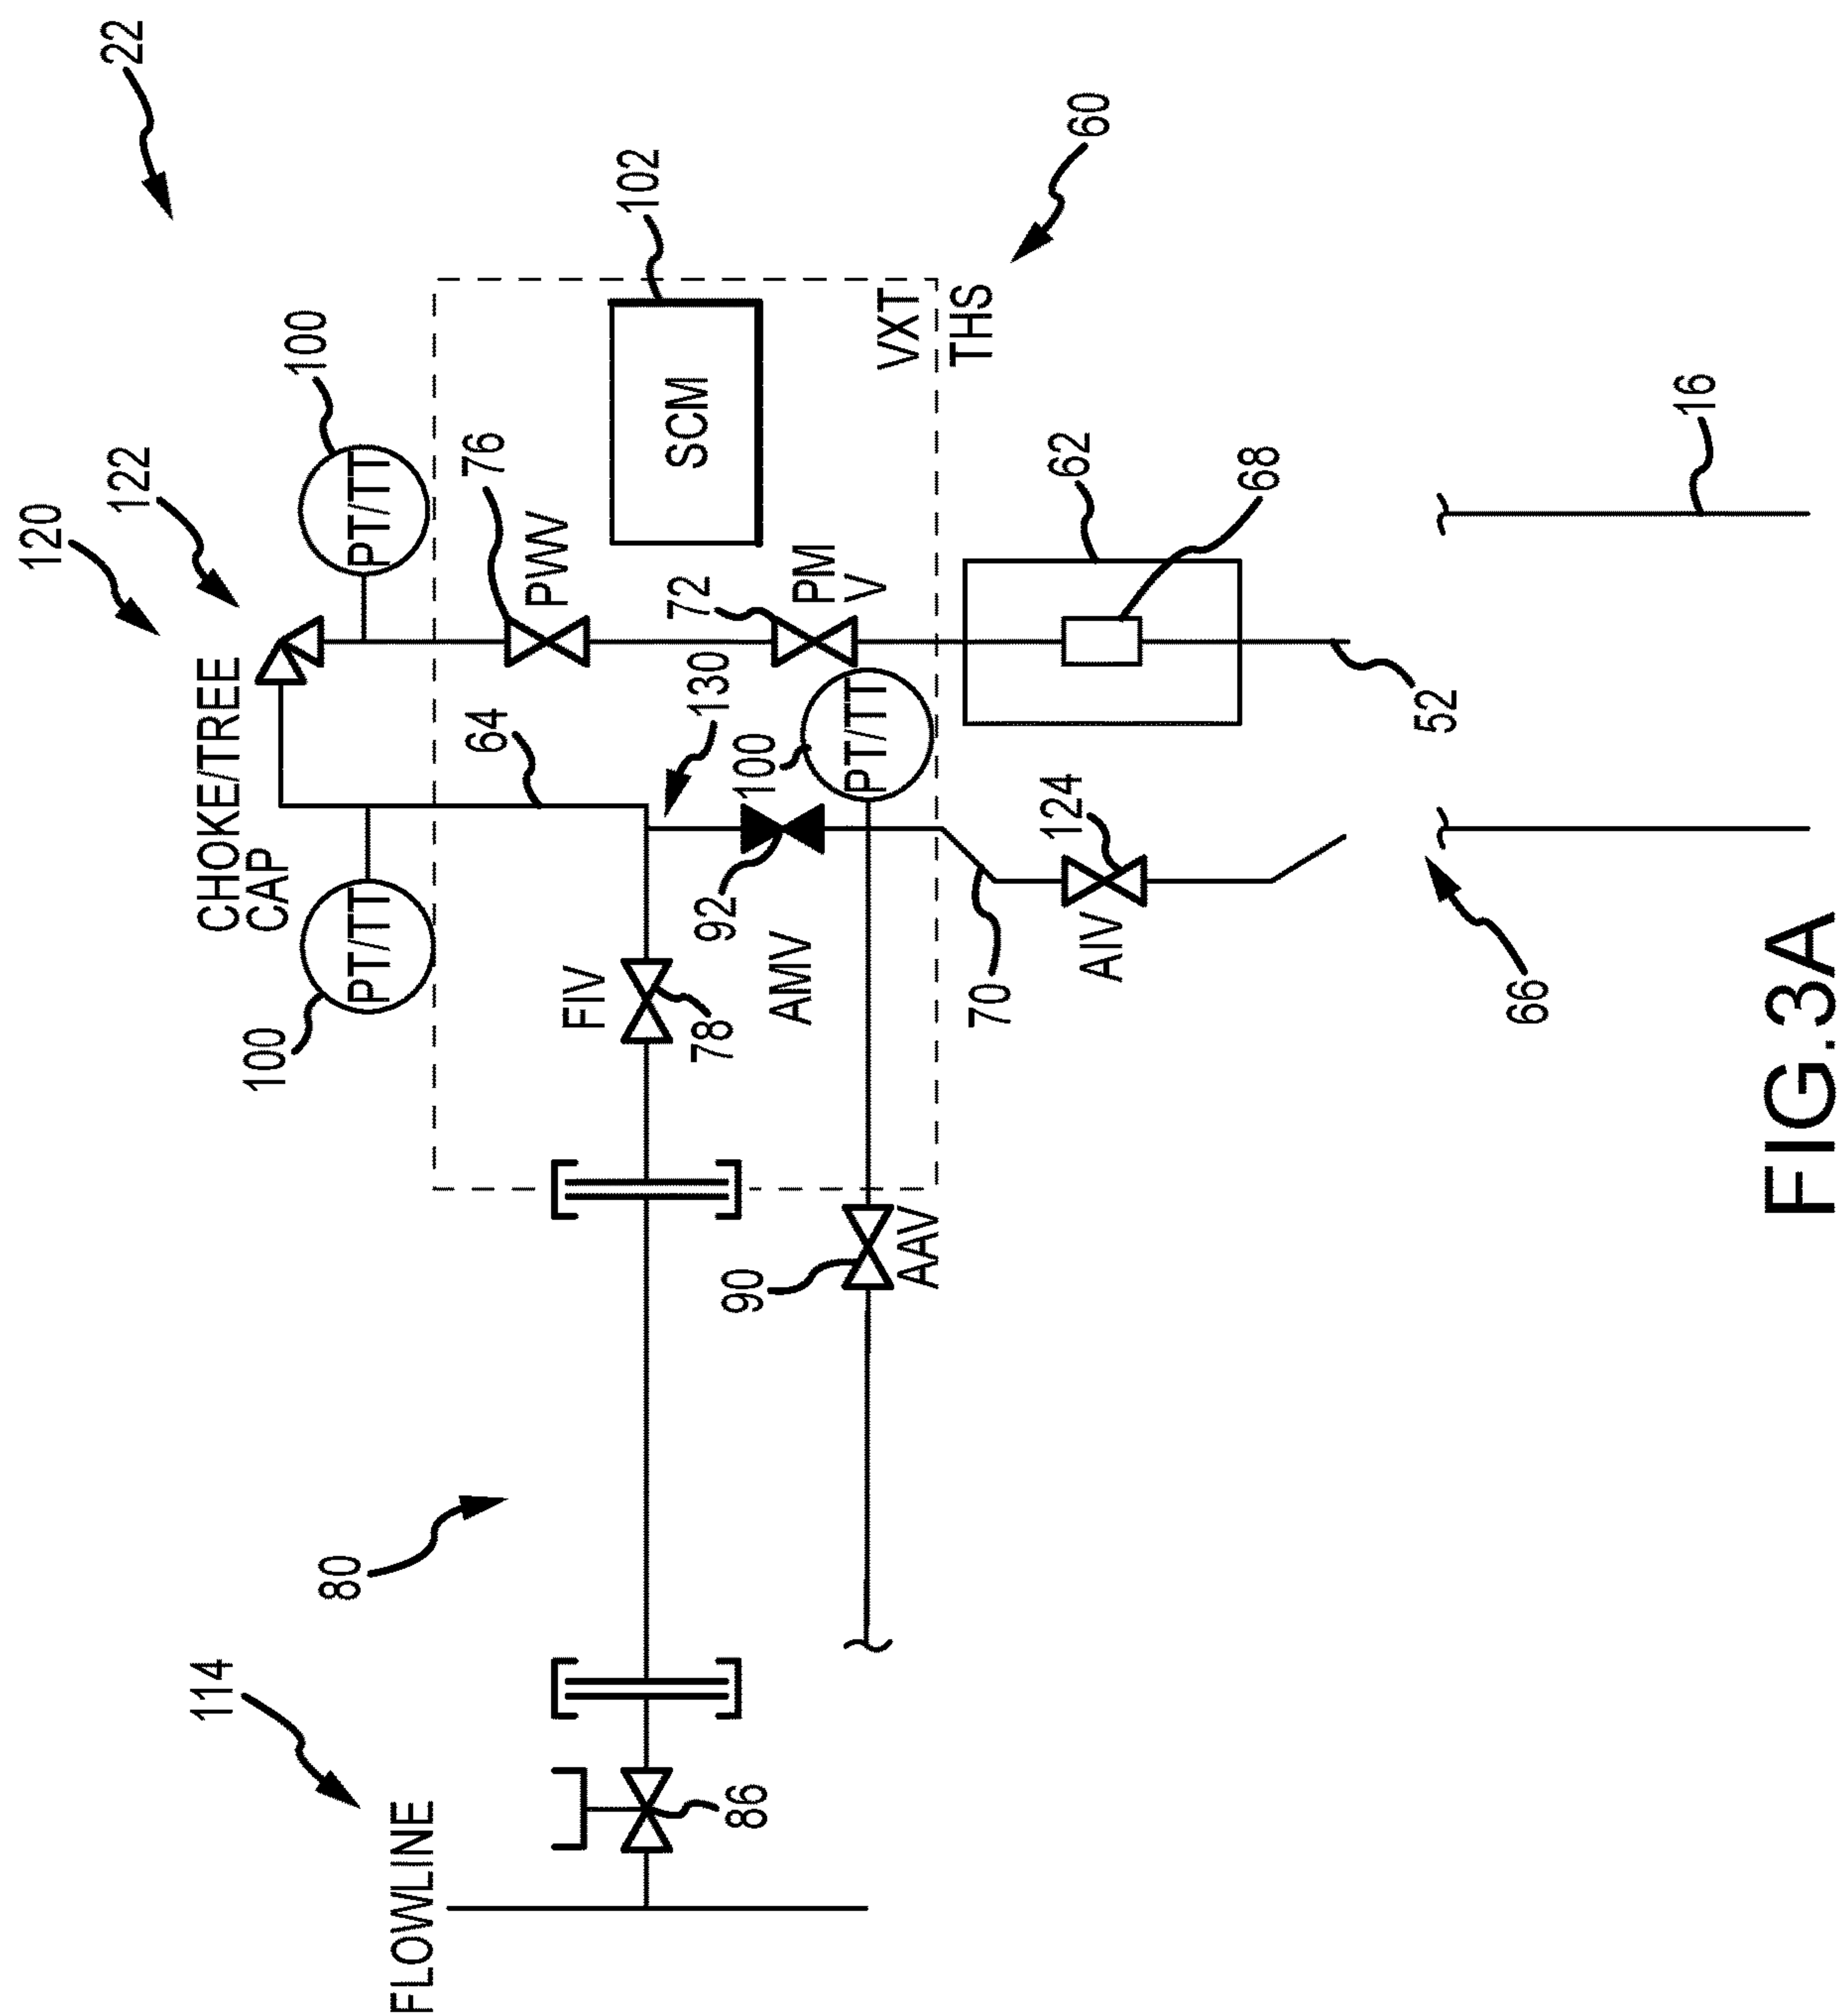 120
22
122
114
CHOKE/TREE
CAP
100
100
80
PT/TT
PT/TT
FLOWLINE
64
76
PWV
FIV
102
SCM
72
78
92
130
86
90
100
AMV
PM
V
PT/TT
VXT
AAV
THS
70
124
62
60
AIV
68
52
66
16
FIG.3A